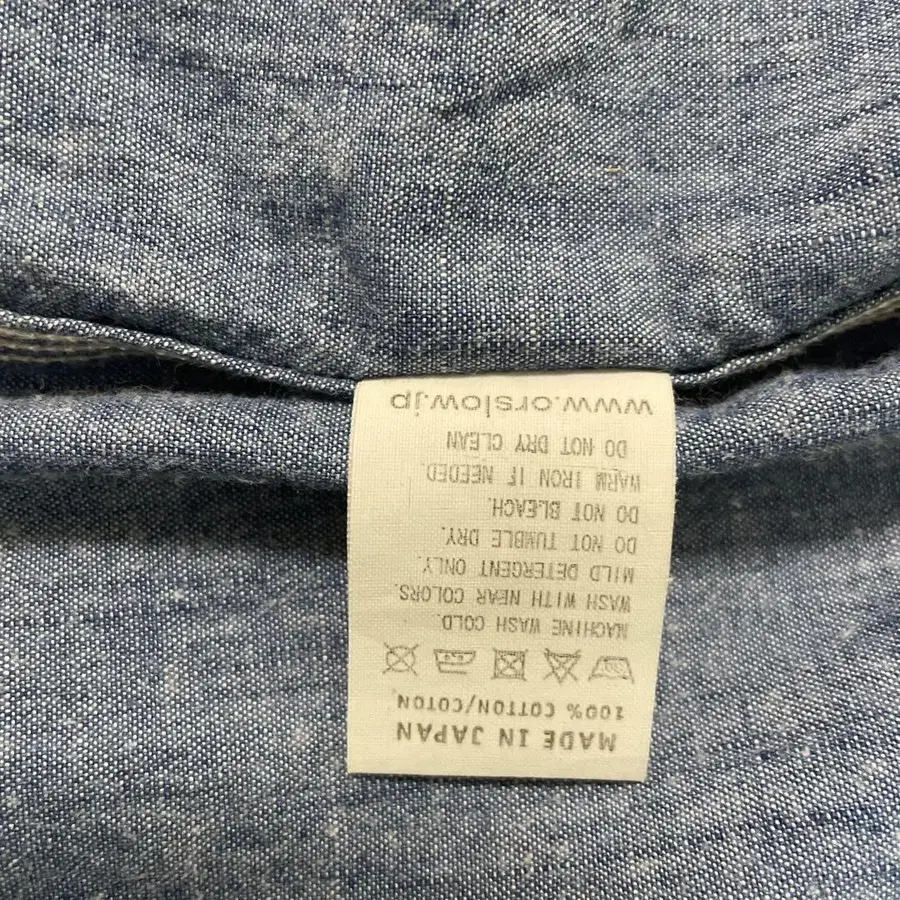 MADE IN JAPAN
100% COTTON/COTON
MACHINE WASH COLD.
WASH WITH NEAR COLORS.
MILD DETERGENT ONLY.
DO NOT TUMBLE DRY.
DO NOT BLEACH.
WARM IRON IF NEEDED.
DO NOT DRY CLEAN
www.orslow.jp